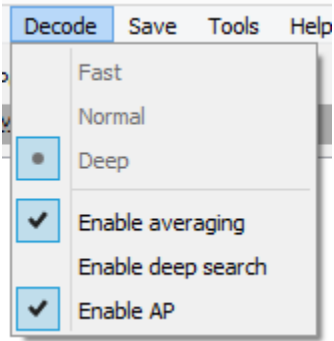 Decode Save Tools Help
Fast
Normal
Deep
Enable averaging
Enable deep search
Enable AP